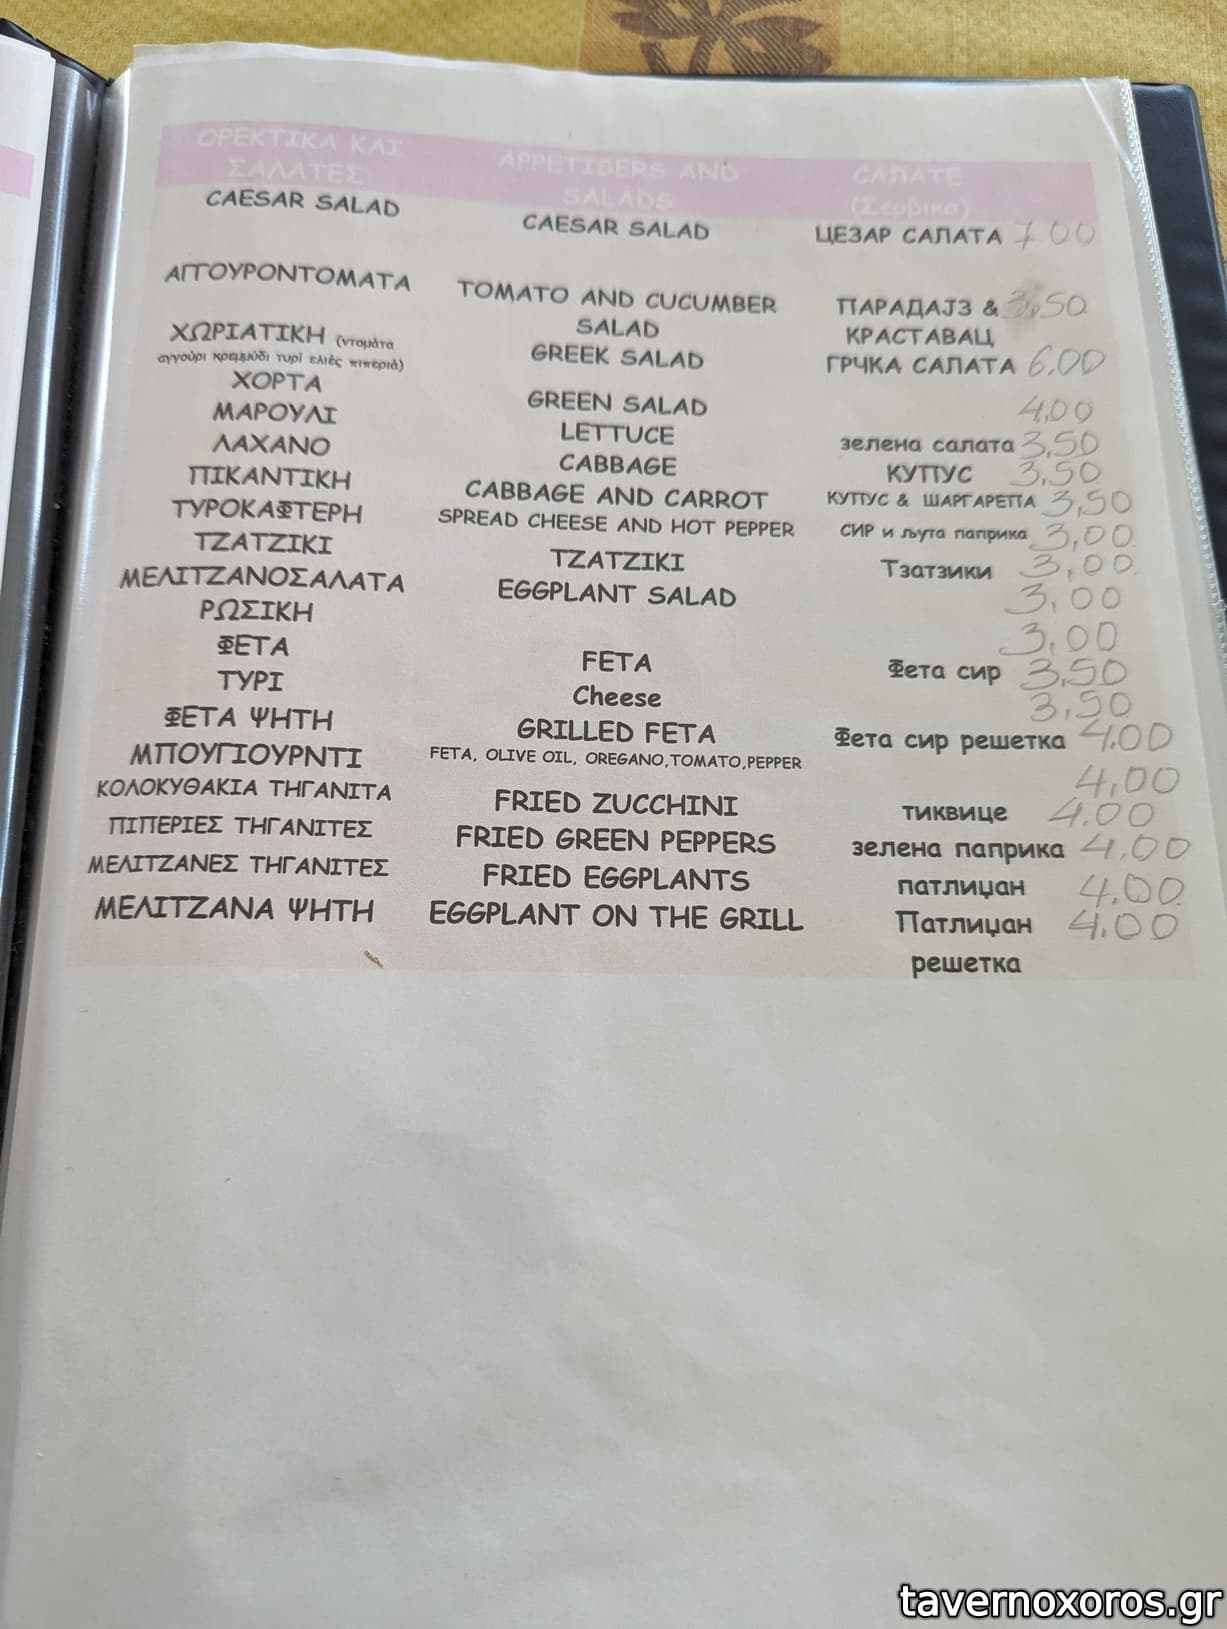 ΟΡΕΚΤΙΚΑ ΚΑΙ ΣΑΛΑΤΕΣ
APPETISERS AND SALADS
САЛАТЕ (Σερβικα)
CAESAR SALAD CAESAR SALAD ЦЕЗАР САЛАТА 7.00
ΑΓΓΟΥΡΟΝΤΟΜΑΤΑ TOMATO AND CUCUMBER SALAD ПАРАДАЈЗ & КРАСТАВАЦ 3,50
ΧΩΡΙΑΤΙΚΗ (ντομάτα αγγούρι κρεμμύδι τυρί ελιές πιπεριά) GREEK SALAD ГРЧКА САЛАТА 6.00
ΧΟΡΤΑ GREEN SALAD 4,00
ΜΑΡΟΥΛΙ LETTUCE зелена салата 3,50
ΛΑΧΑΝΟ CABBAGE КУПУС 3,50
ΠΙΚΑΝΤΙΚΗ CABBAGE AND CARROT КУПУС & ШАРГАРЕПА 3,50
ΤΥΡΟΚΑΦΤΕΡΗ SPREAD CHEESE AND HOT PEPPER СИР и љута паприка 3,00
ΤΖΑΤΖΙΚΙ TZATZIKI Тзатзики 3,00
ΜΕΛΙΤΖΑΝΟΣΑΛΑΤΑ EGGPLANT SALAD 3,00
ΡΩΣΙΚΗ 3,00
ΦΕΤΑ FETA Фета сир 3,50
ΤΥΡΙ Cheese 3,50
ΦΕΤΑ ΨΗΤΗ GRILLED FETA Фета сир решетка 4.00
ΜΠΟΥΓΙΟΥΡΝΤΙ FETA, OLIVE OIL, OREGANO,TOMATO,PEPPER 4,00
ΚΟΛΟΚΥΘΑΚΙΑ ΤΗΓΑΝΙΤΑ FRIED ZUCCHINI тиквице 4.00
ΠΙΠΕΡΙΕΣ ΤΗΓΑΝΙΤΕΣ FRIED GREEN PEPPERS зелена паприка 4,00
ΜΕΛΙΤΖΑΝΕΣ ΤΗΓΑΝΙΤΕΣ FRIED EGGPLANTS патлиџан 4,00
ΜΕΛΙΤΖΑΝΑ ΨΗΤΗ EGGPLANT ON THE GRILL Патлиџан решетка 4.00
tavernoxoros.gr